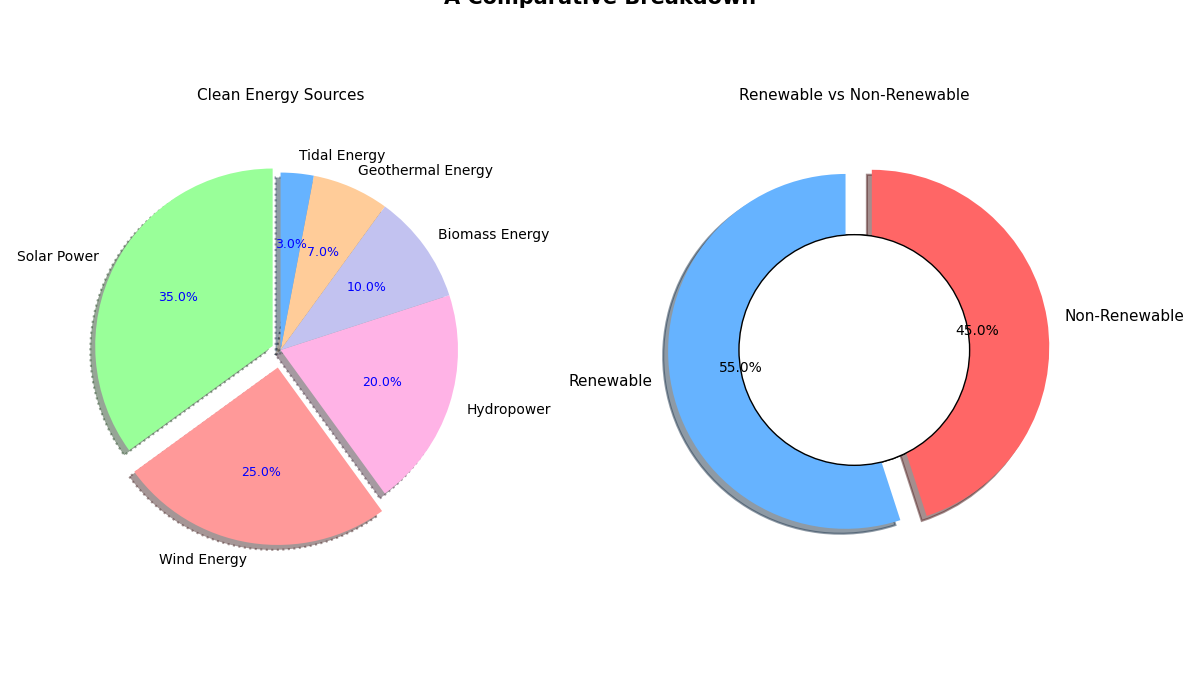 A Comparative Breakdown
Clean Energy Sources
Tidal Energy
Geothermal Energy
Biomass Energy
Solar Power
Hydropower
Wind Energy
3.0%
7.0%
10.0%
35.0%
20.0%
25.0%
Renewable vs Non-Renewable
Non-Renewable
45.0%
55.0%
Renewable